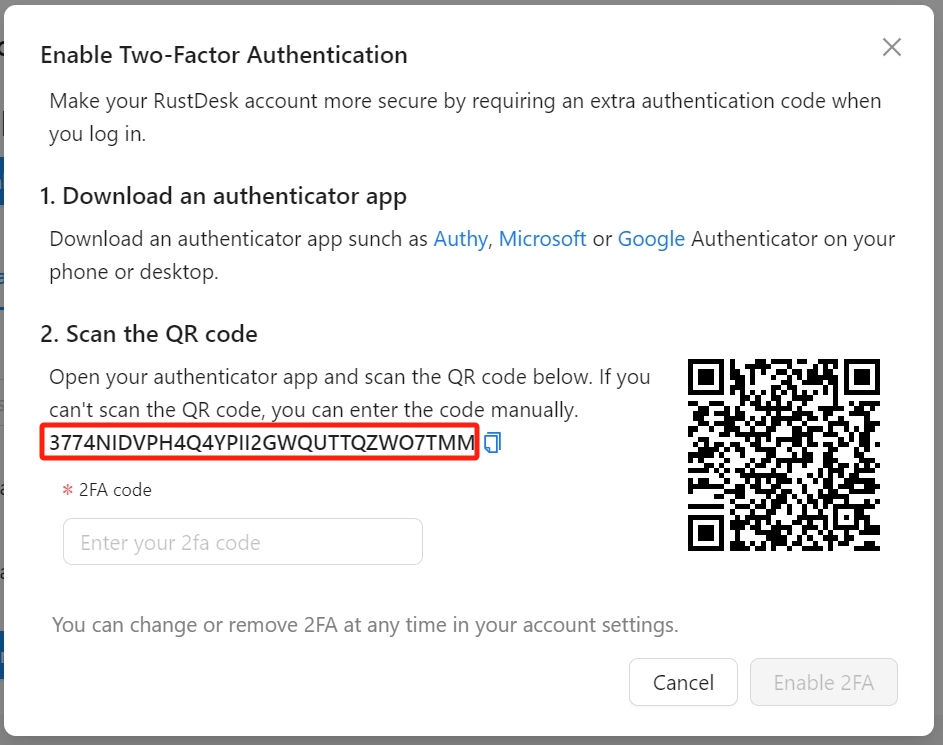 Enable Two-Factor Authentication
Make your RustDesk account more secure by requiring an extra authentication code when
you log in.
1. Download an authenticator app
Download an authenticator app sunch as Authy, Microsoft or Google Authenticator on your
phone or desktop.
2. Scan the QR code
Open your authenticator app and scan the QR code below. If you
can't scan the QR code, you can enter the code manually.
3774NIDVPH4Q4YPII2GWQUTTQZWO7TMM
* 2FA code
Enter your 2fa code
You can change or remove 2FA at any time in your account settings.
Cancel
Enable 2FA